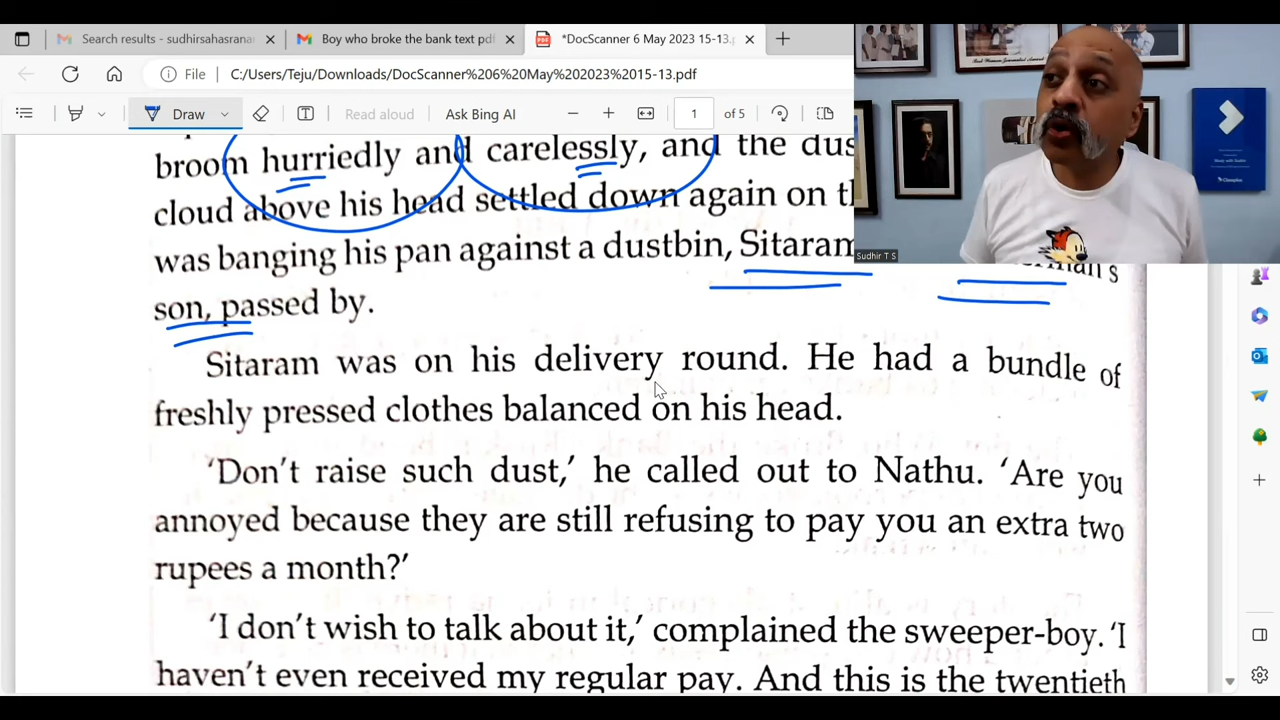 Search results - sudhirsahasrana
Boy who broke the bank text pdf
*DocScanner 6 May 2023 15-13.p
File C:/Users/Teju/Downloads/DocScanner%206%20May%202023%2015-13.pdf
Draw Read aloud Ask Bing AI 1 of 5
broom hurriedly and carelessly, and the dus
cloud above his head settled down again on th
was banging his pan against a dustbin, Sitaram
man's
son, passed by.
Sitaram was on his delivery round. He had a bundle of
freshly pressed clothes balanced on his head.
'Don't raise such dust,' he called out to Nathu. 'Are you
annoyed because they are still refusing to pay you an extra two
rupees a month?'
'I don't wish to talk about it,' complained the sweeper-boy. 'I
haven't even received my regular pay. And this is the twentieth
Sudhir T S